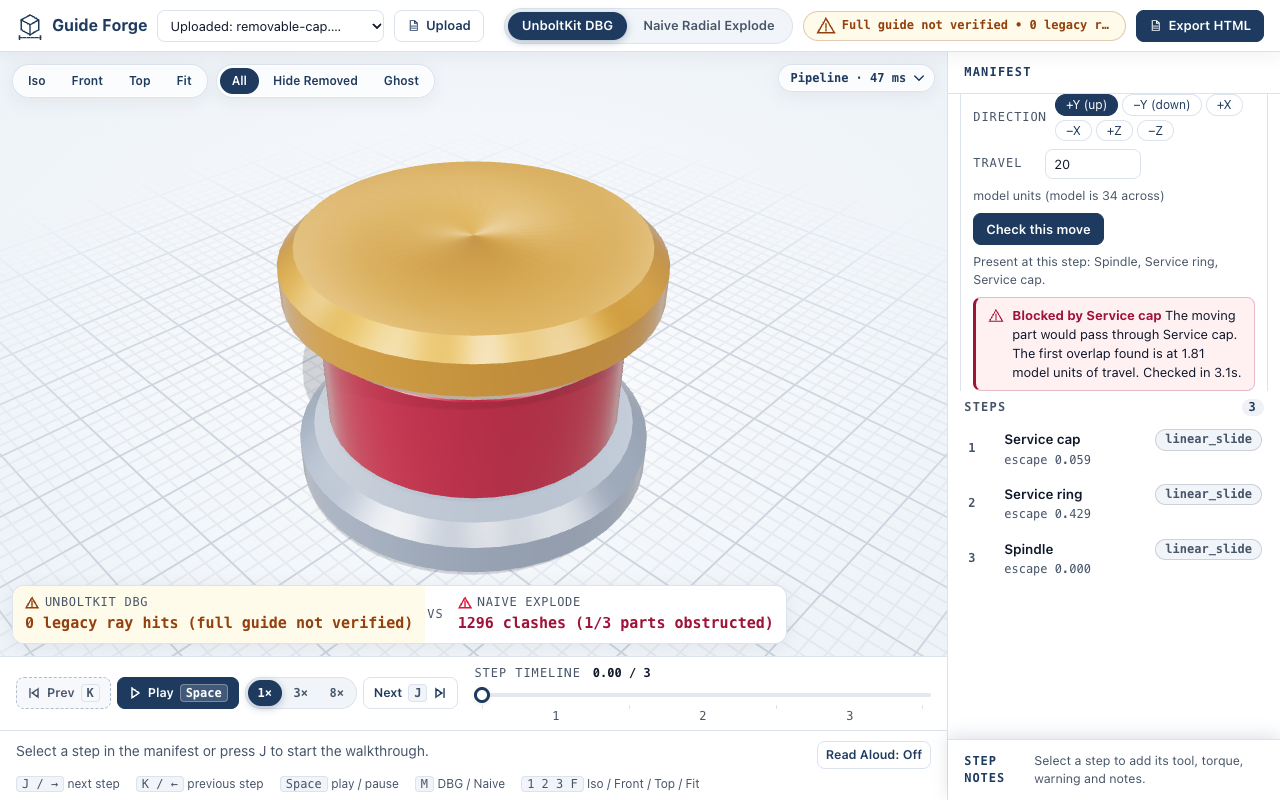 Guide Forge
Uploaded: removable-cap....
Upload
UnboltKit DBG
Naive Radial Explode
Full guide not verified • 0 legacy r…
Export HTML
Iso
Front
Top
Fit
All
Hide Removed
Ghost
Pipeline · 47 ms
MANIFEST
DIRECTION
+Y (up)
−Y (down)
+X
−X
+Z
−Z
TRAVEL
20
model units (model is 34 across)
Check this move
Present at this step: Spindle, Service ring,
Service cap.
Blocked by Service cap The moving
part would pass through Service cap.
The first overlap found is at 1.81
model units of travel. Checked in 3.1s.
STEPS
3
1
Service cap
linear_slide
escape 0.059
2
Service ring
linear_slide
escape 0.429
3
Spindle
linear_slide
escape 0.000
UNBOLTKIT DBG
0 legacy ray hits (full guide not verified)
VS
NAIVE EXPLODE
1296 clashes (1/3 parts obstructed)
Prev K
Play Space
1×
3×
8×
Next J
STEP TIMELINE 0.00 / 3
1
2
3
Select a step in the manifest or press J to start the walkthrough.
Read Aloud: Off
J / → next step
K / ← previous step
Space play / pause
M DBG / Naive
1 2 3 F Iso / Front / Top / Fit
STEP
NOTES
Select a step to add its tool, torque,
warning and notes.